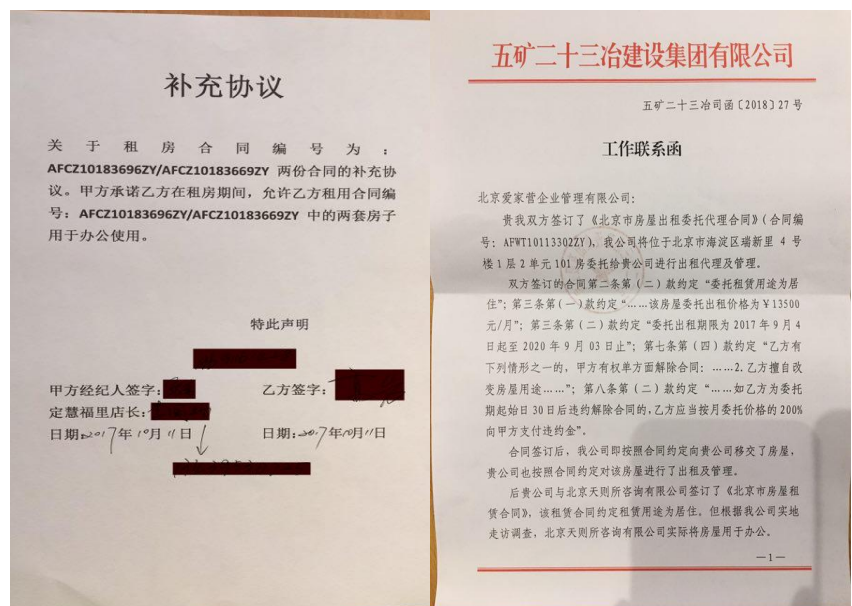 补充协议
关于租房合同编号为：
AFCZ10183696ZY/AFCZ10183669ZY 两份合同的补充协
议。甲方承诺乙方在租房期间，允许乙方租用合同编
号：AFCZ10183696ZY/AFCZ10183669ZY 中的两套房子
用于办公使用。
特此声明
甲方经纪人签字：
乙方签字：
定慧福里店长：
日期：2017年10月11日
日期：2017年10月11日
五矿二十三冶建设集团有限公司
五矿二十三冶司函〔2018〕27 号
工作联系函
北京爱家营企业管理有限公司：
贵我双方签订了《北京市房屋出租委托代理合同》（合同编
号：AFWT10113302ZY），我公司将位于北京市海淀区瑞新里 4 号
楼 1 层 2 单元 101 房委托给贵公司进行出租代理及管理。
双方签订的合同第二条第（二）款约定“委托租赁用途为居
住”；第三条第（一）款约定“……该房屋委托出租价格为￥13500
元/月”；第三条第（二）款约定“委托出租期限为 2017 年 9 月 4
日起至 2020 年 9 月 03 日止”；第七条第（四）款约定“乙方有
下列情形之一的，甲方有权单方面解除合同：……2.乙方擅自改
变房屋用途……”；第八条第（二）款约定“……如乙方为委托
期起始日 30 日后违约解除合同的，乙方应当按月委托价格的 200%
向甲方支付违约金”。
合同签订后，我公司即按照合同约定向贵公司移交了房屋，
贵公司也按照合同约定对该房屋进行了出租及管理。
后贵公司与北京天则所咨询有限公司签订了《北京市房屋租
赁合同》，该租赁合同约定租赁用途为居住。但根据我公司实地
走访调查，北京天则所咨询有限公司实际将房屋用于办公。
—1—